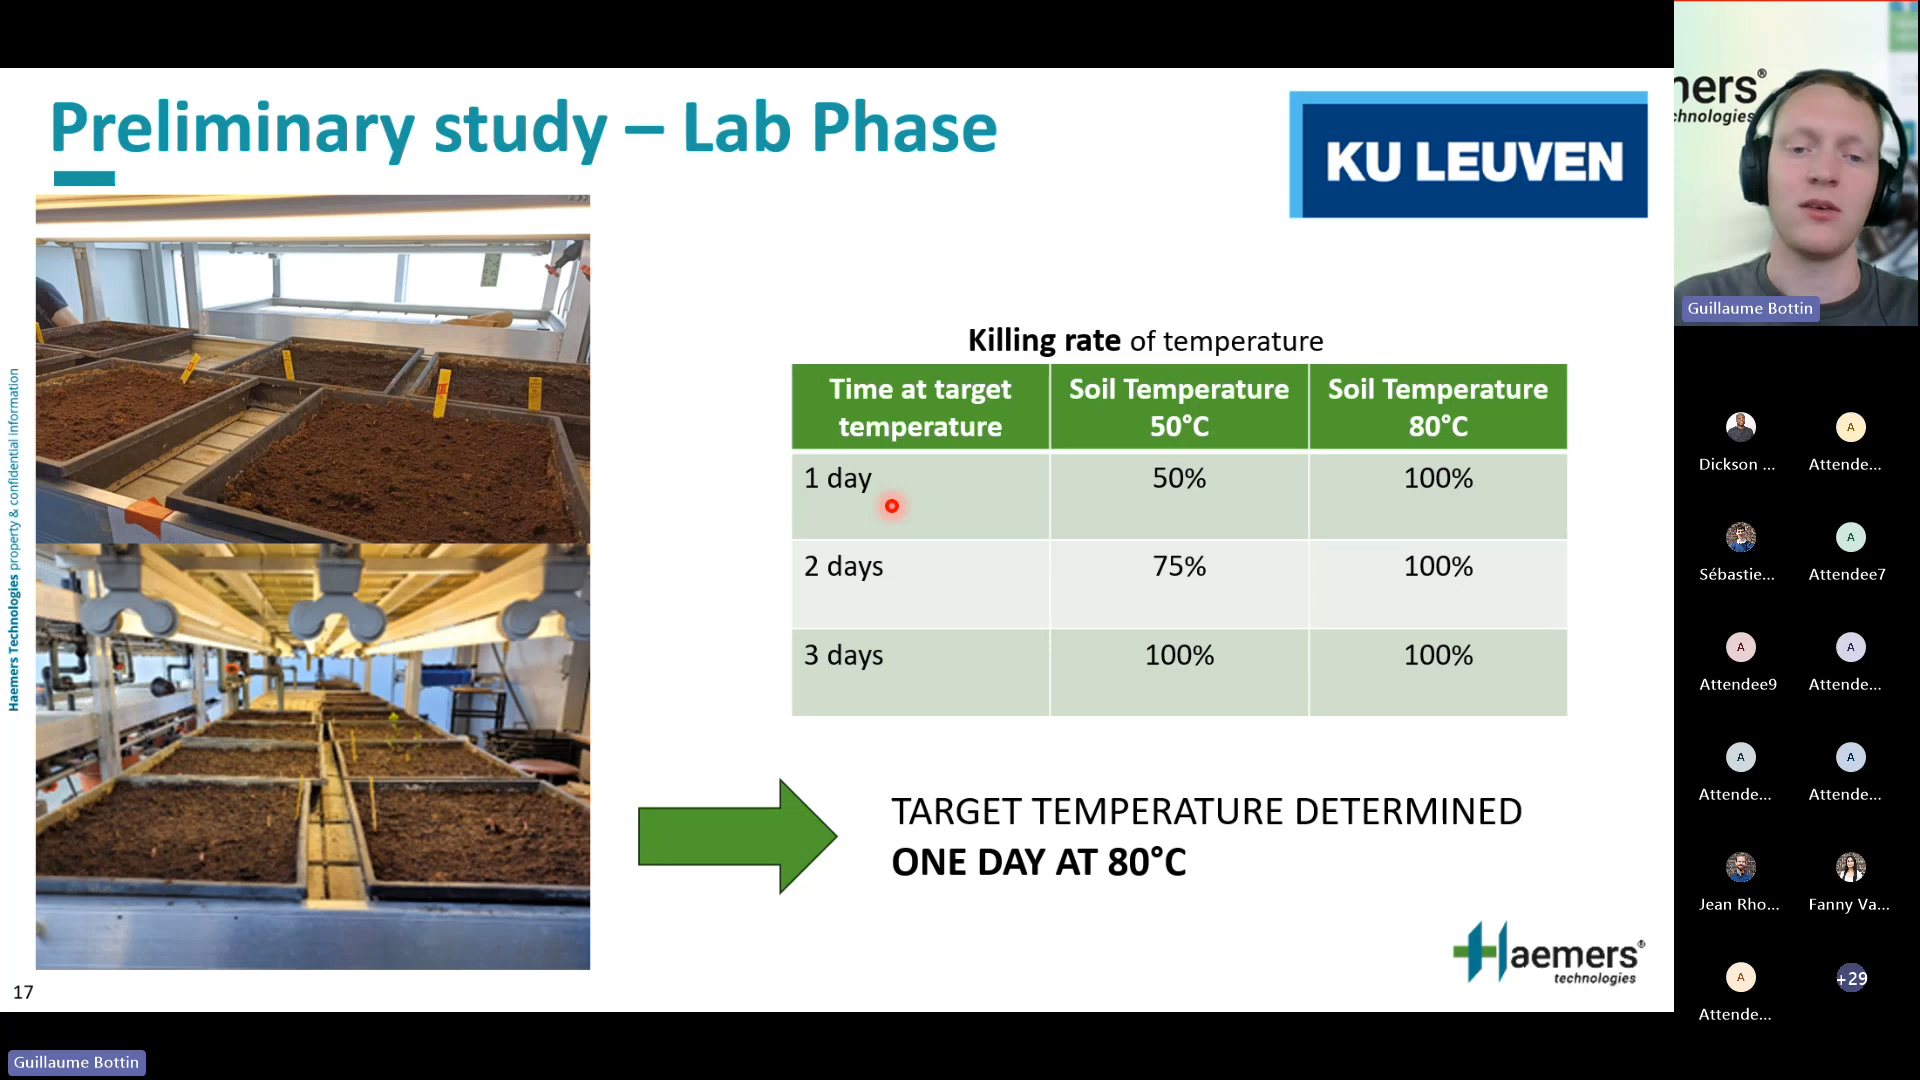 Preliminary study – Lab Phase
KU LEUVEN
Haemers Technologies property & confidential information
Killing rate of temperature
Time at target temperature
Soil Temperature 50°C
Soil Temperature 80°C
1 day
50%
100%
2 days
75%
100%
3 days
100%
100%
TARGET TEMPERATURE DETERMINED
ONE DAY AT 80°C
Haemers®
technologies
17
Guillaume Bottin
Guillaume Bottin
Dickson ...
A
Attende...
Sébastie...
A
Attendee7
A
Attendee9
A
Attende...
A
Attende...
A
Attende...
Jean Rho...
Fanny Va...
A
Attende...
+29